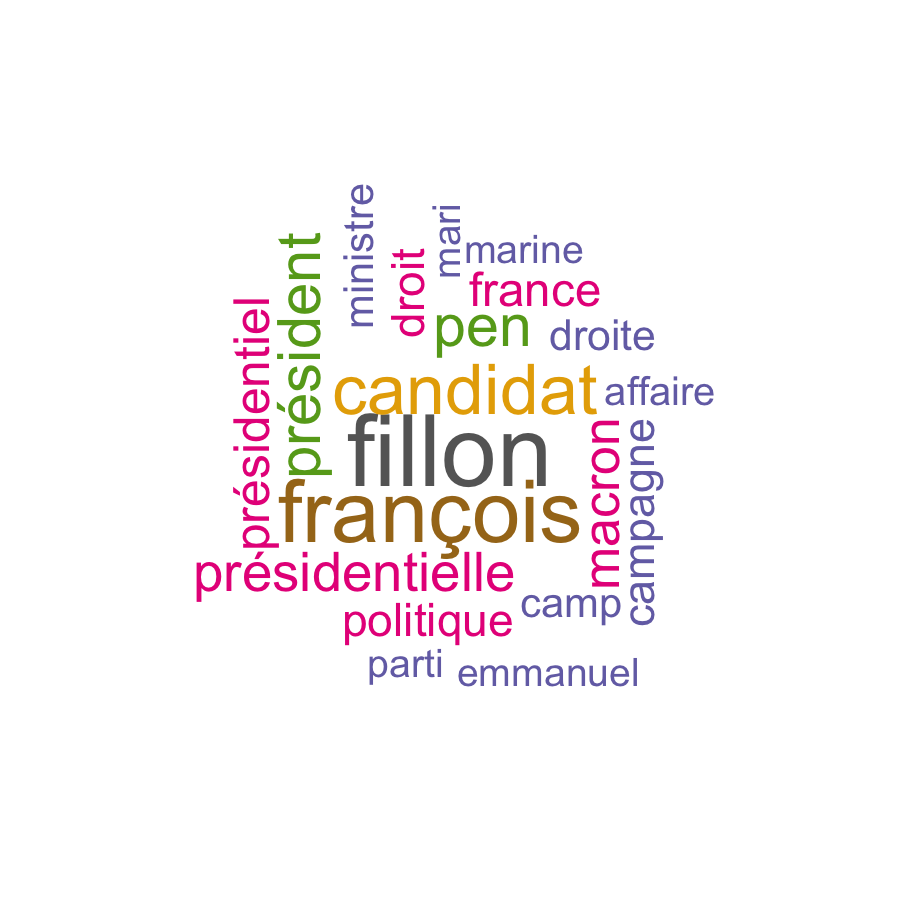 ministre
mari
marine
droit
france
président
pen
droite
présidentiel
candidat
affaire
fillon
macron
campagne
françois
présidentielle
camp
politique
parti
emmanuel